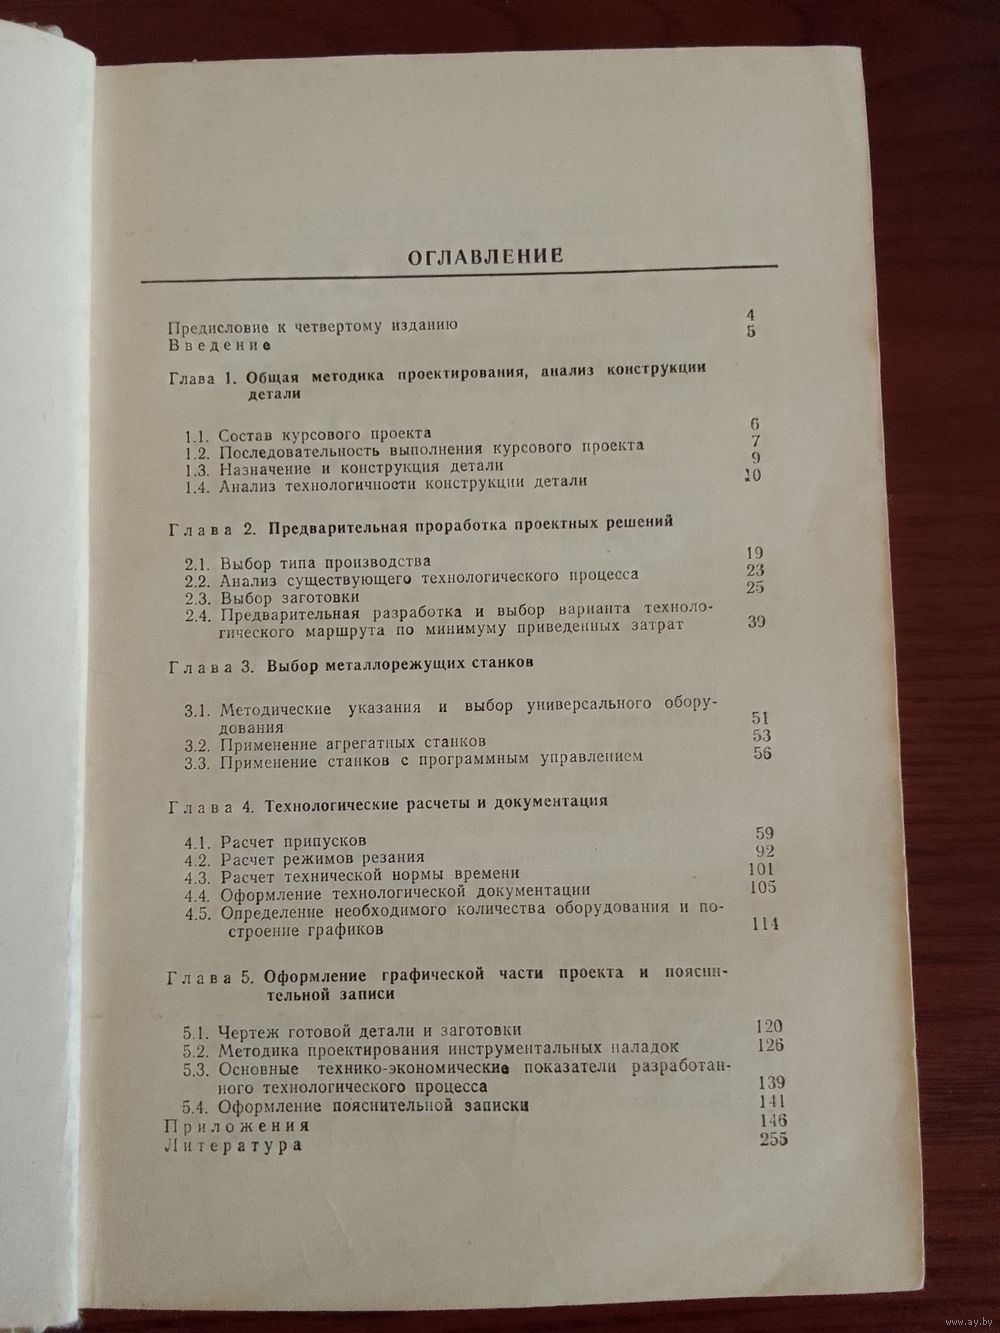 ОГЛАВЛЕНИЕ
Предисловие к четвертому изданию 4
Введение 5
Глава 1. Общая методика проектирования, анализ конструкции
детали
1.1. Состав курсового проекта 6
1.2. Последовательность выполнения курсового проекта 7
1.3. Назначение и конструкция детали 9
1.4. Анализ технологичности конструкции детали 10
Глава 2. Предварительная проработка проектных решений
2.1. Выбор типа производства 19
2.2. Анализ существующего технологического процесса 23
2.3. Выбор заготовки 25
2.4. Предварительная разработка и выбор варианта техноло-
гического маршрута по минимуму приведенных затрат 39
Глава 3. Выбор металлорежущих станков
3.1. Методические указания и выбор универсального обору-
дования 51
3.2. Применение агрегатных станков 53
3.3. Применение станков с программным управлением 56
Глава 4. Технологические расчеты и документация
4.1. Расчет припусков 59
4.2. Расчет режимов резания 92
4.3. Расчет технической нормы времени 101
4.4. Оформление технологической документации 105
4.5. Определение необходимого количества оборудования и по-
строение графиков 114
Глава 5. Оформление графической части проекта и поясни-
тельной записи
5.1. Чертеж готовой детали и заготовки 120
5.2. Методика проектирования инструментальных наладок 126
5.3. Основные технико-экономические показатели разработан-
ного технологического процесса 139
5.4. Оформление пояснительной записки 141
Приложения 146
Литература 255
www.ay.by